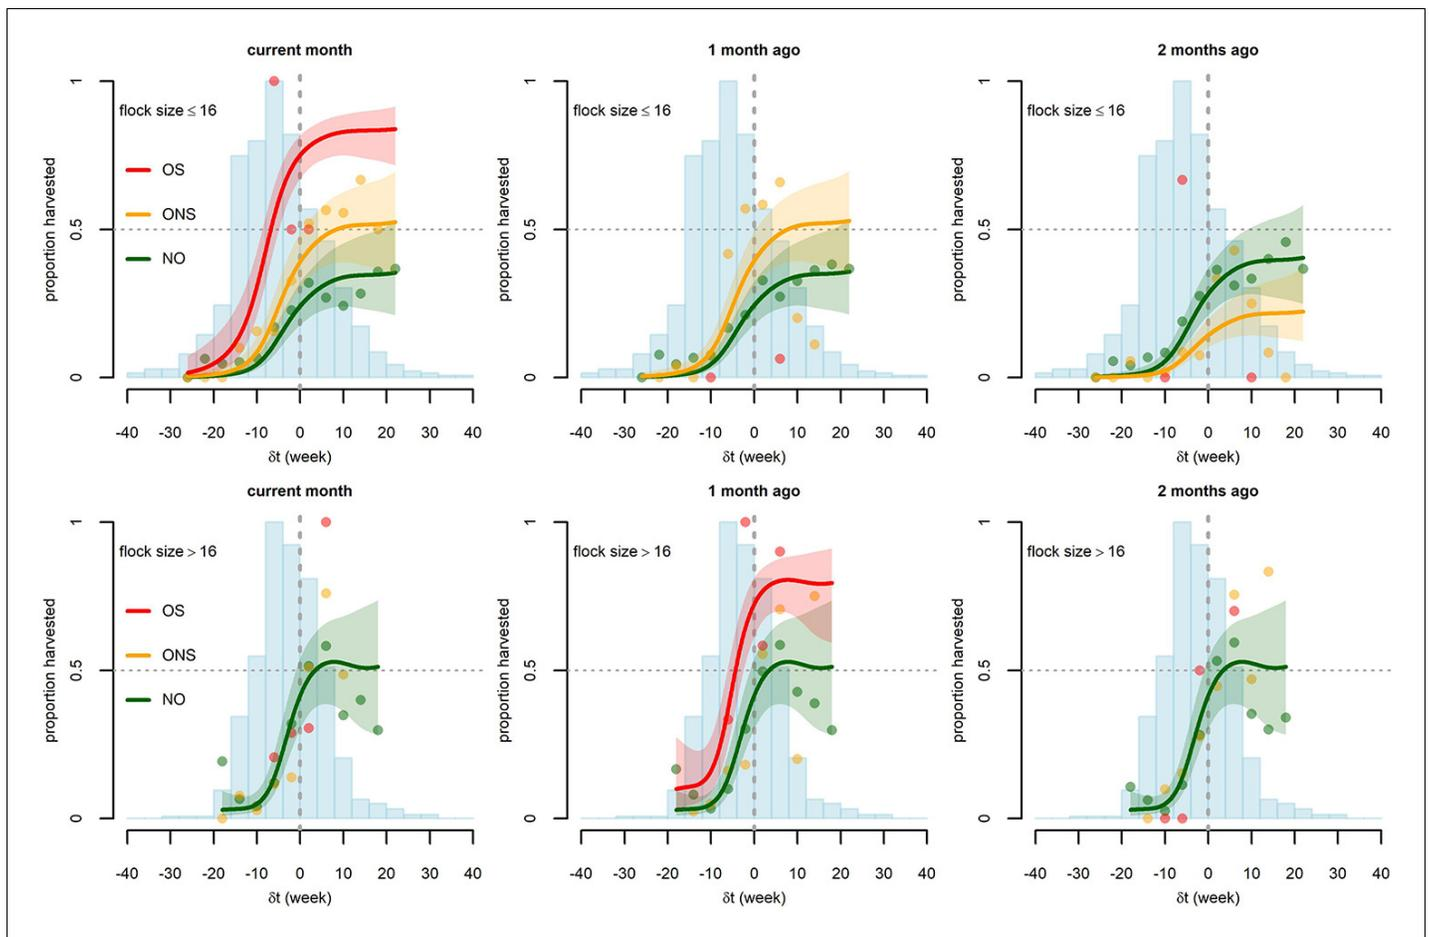 current month
1 month ago
2 months ago
flock size ≤ 16
OS
ONS
NO
proportion harvested
0 0.5 1
-40 -30 -20 -10 0 10 20 30 40
δt (week)
flock size ≤ 16
proportion harvested
0 0.5 1
-40 -30 -20 -10 0 10 20 30 40
δt (week)
flock size ≤ 16
proportion harvested
0 0.5 1
-40 -30 -20 -10 0 10 20 30 40
δt (week)
current month
1 month ago
2 months ago
flock size > 16
OS
ONS
NO
proportion harvested
0 0.5 1
-40 -30 -20 -10 0 10 20 30 40
δt (week)
flock size > 16
proportion harvested
0 0.5 1
-40 -30 -20 -10 0 10 20 30 40
δt (week)
flock size > 16
proportion harvested
0 0.5 1
-40 -30 -20 -10 0 10 20 30 40
δt (week)